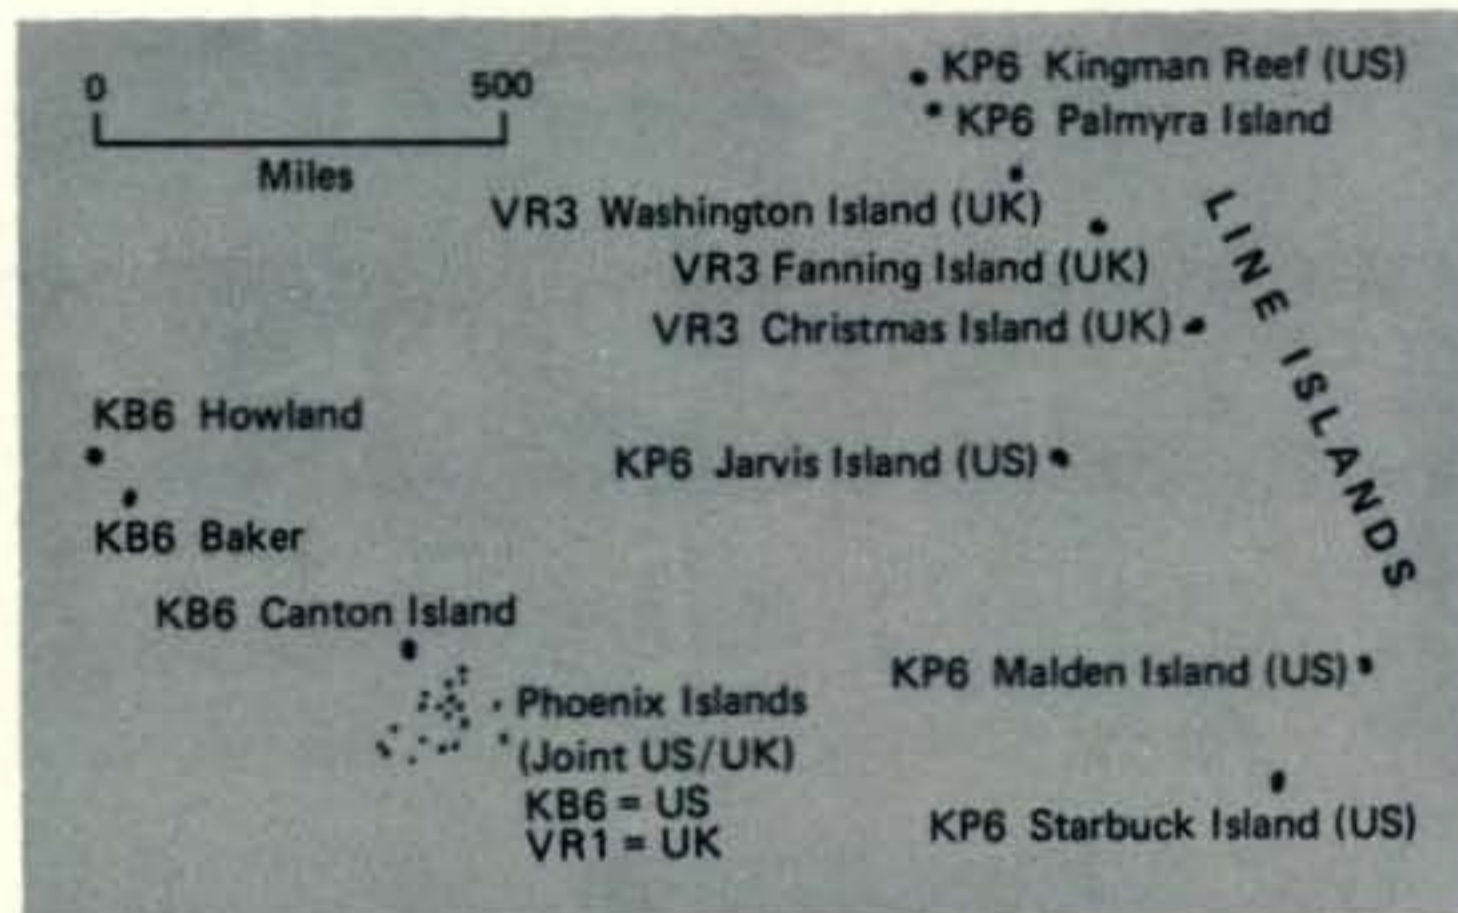 0 500
Miles
KP6 Kingman Reef (US)
KP6 Palmyra Island
VR3 Washington Island (UK)
VR3 Fanning Island (UK)
VR3 Christmas Island (UK)
LINE ISLANDS
KB6 Howland
KP6 Jarvis Island (US)
KB6 Baker
KB6 Canton Island
Phoenix Islands
(Joint US/UK)
KB6 = US
VR1 = UK
KP6 Malden Island (US)
KP6 Starbuck Island (US)